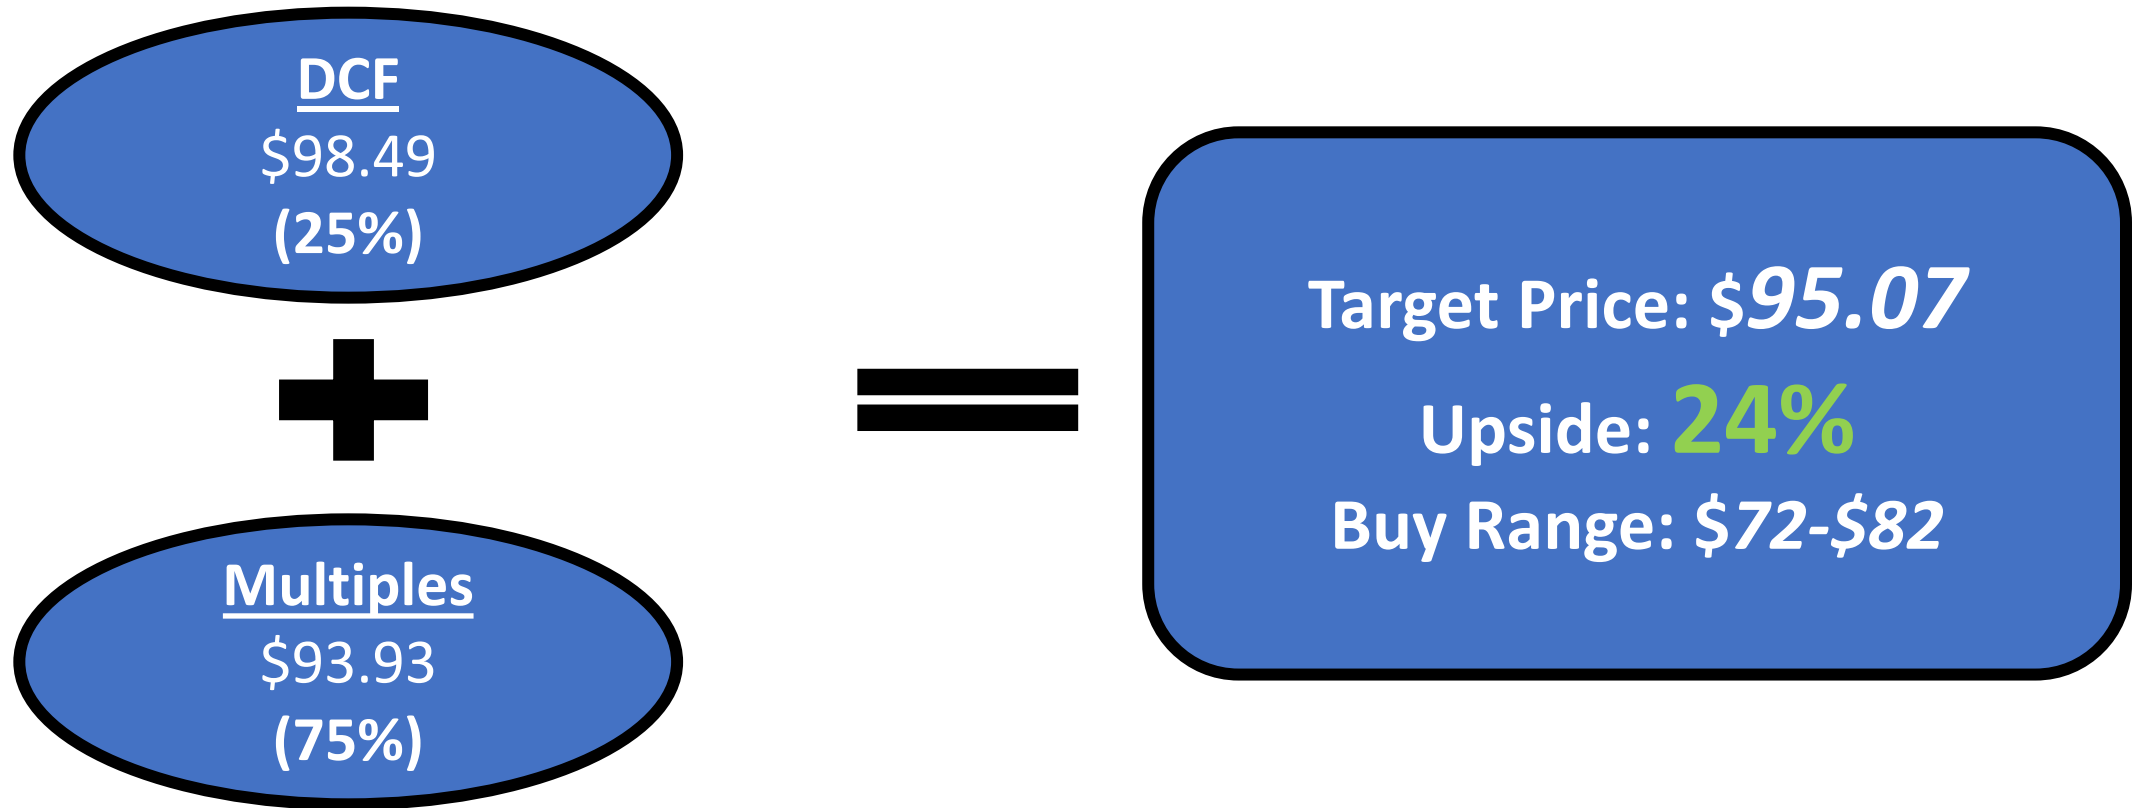 DCF
$98.49
(25%)
Multiples
$93.93
(75%)
Target Price: $95.07
Upside: 24%
Buy Range: $72-$82